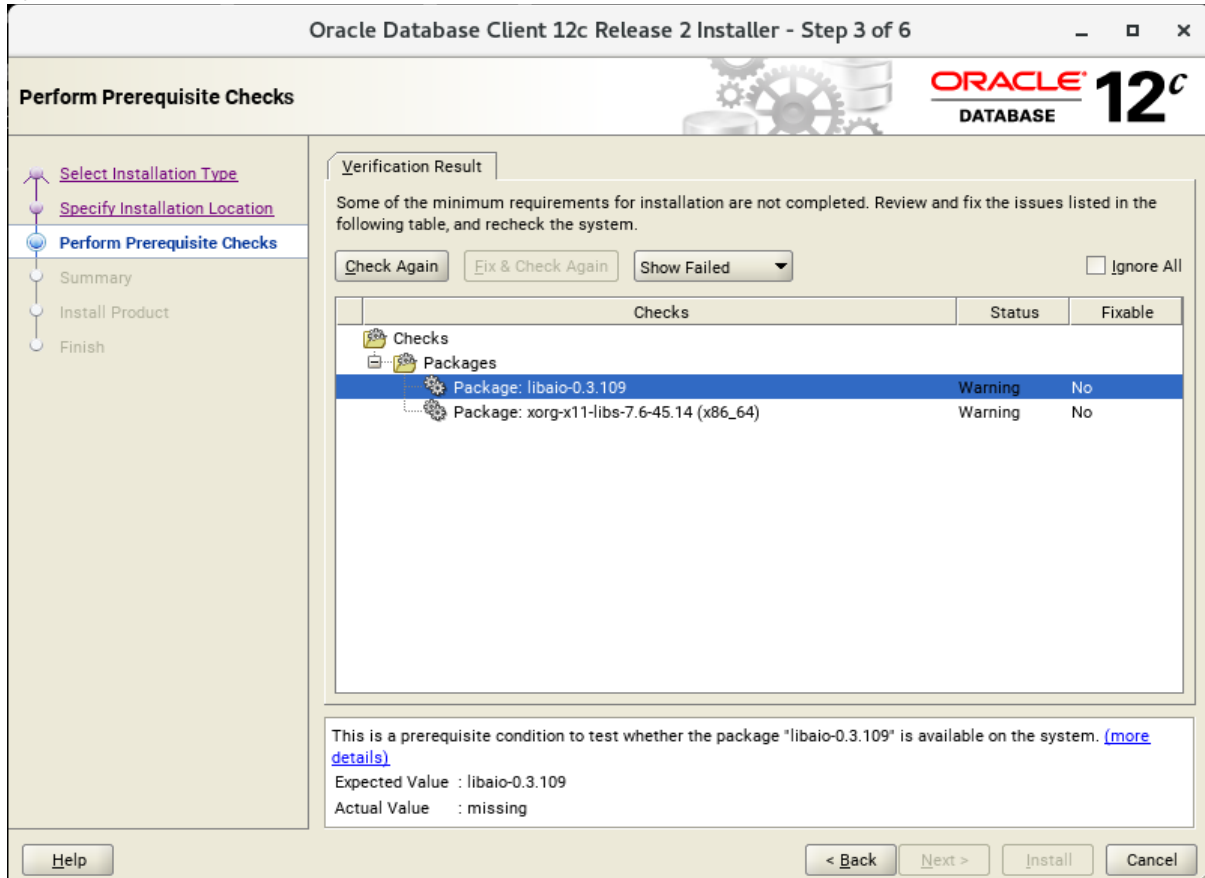 Oracle Database Client 12c Release 2 Installer - Step 3 of 6
Perform Prerequisite Checks
ORACLE®
DATABASE
12c
Select Installation Type
Specify Installation Location
Perform Prerequisite Checks
Summary
Install Product
Finish
Verification Result
Some of the minimum requirements for installation are not completed. Review and fix the issues listed in the
following table, and recheck the system.
Check Again Fix & Check Again Show Failed Ignore All
Checks Status Fixable
Checks
Packages
Package: libaio-0.3.109 Warning No
Package: xorg-x11-libs-7.6-45.14 (x86_64) Warning No
This is a prerequisite condition to test whether the package "libaio-0.3.109" is available on the system. (more
details)
Expected Value : libaio-0.3.109
Actual Value : missing
Help < Back Next > Install Cancel